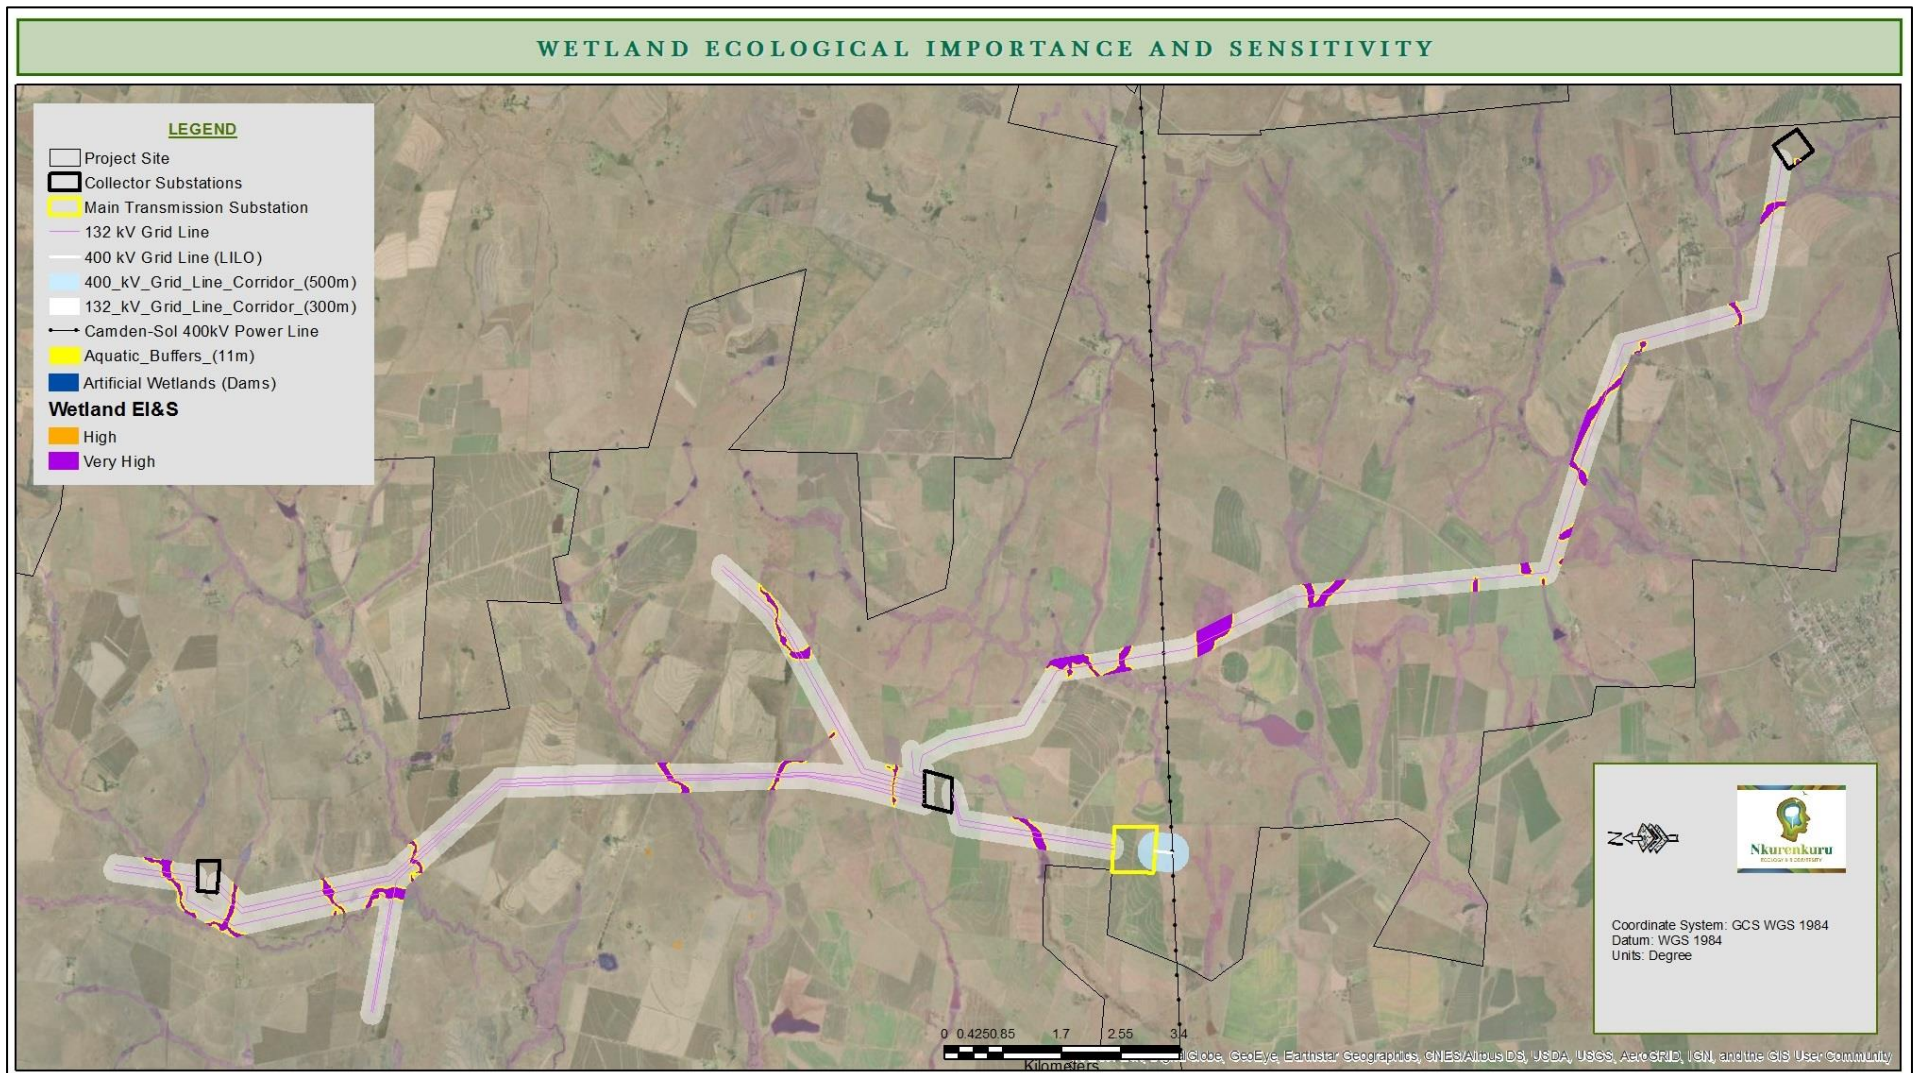 WETLAND ECOLOGICAL IMPORTANCE AND SENSITIVITY
LEGEND
Project Site
Collector Substations
Main Transmission Substation
132 kV Grid Line
400 kV Grid Line (LILO)
400_kV_Grid_Line_Corridor_(500m)
132_kV_Grid_Line_Corridor_(300m)
Camden-Sol 400kV Power Line
Aquatic_Buffers_(11m)
Artificial Wetlands (Dams)
Wetland EI&S
High
Very High
N
Nkurenkuru
Coordinate System: GCS WGS 1984
Datum: WGS 1984
Units: Degree
0 0.425 0.85 1.7 2.55 3.4
Kilometers
Globe, GeoEye, Earthstar Geographics, CNES/Airbus DS, USDA, USGS, AeroGRID, IGN, and the GIS User Community